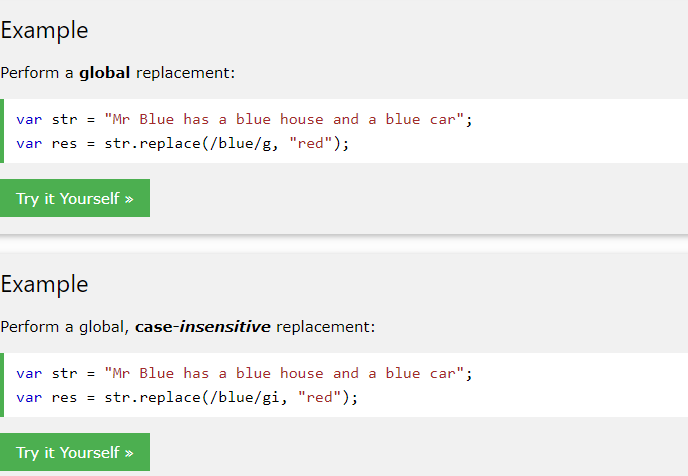 Example
Perform a global replacement:
var str = "Mr Blue has a blue house and a blue car";
var res = str.replace(/blue/g, "red");
Try it Yourself »
Example
Perform a global, case-insensitive replacement:
var str = "Mr Blue has a blue house and a blue car";
var res = str.replace(/blue/gi, "red");
Try it Yourself »